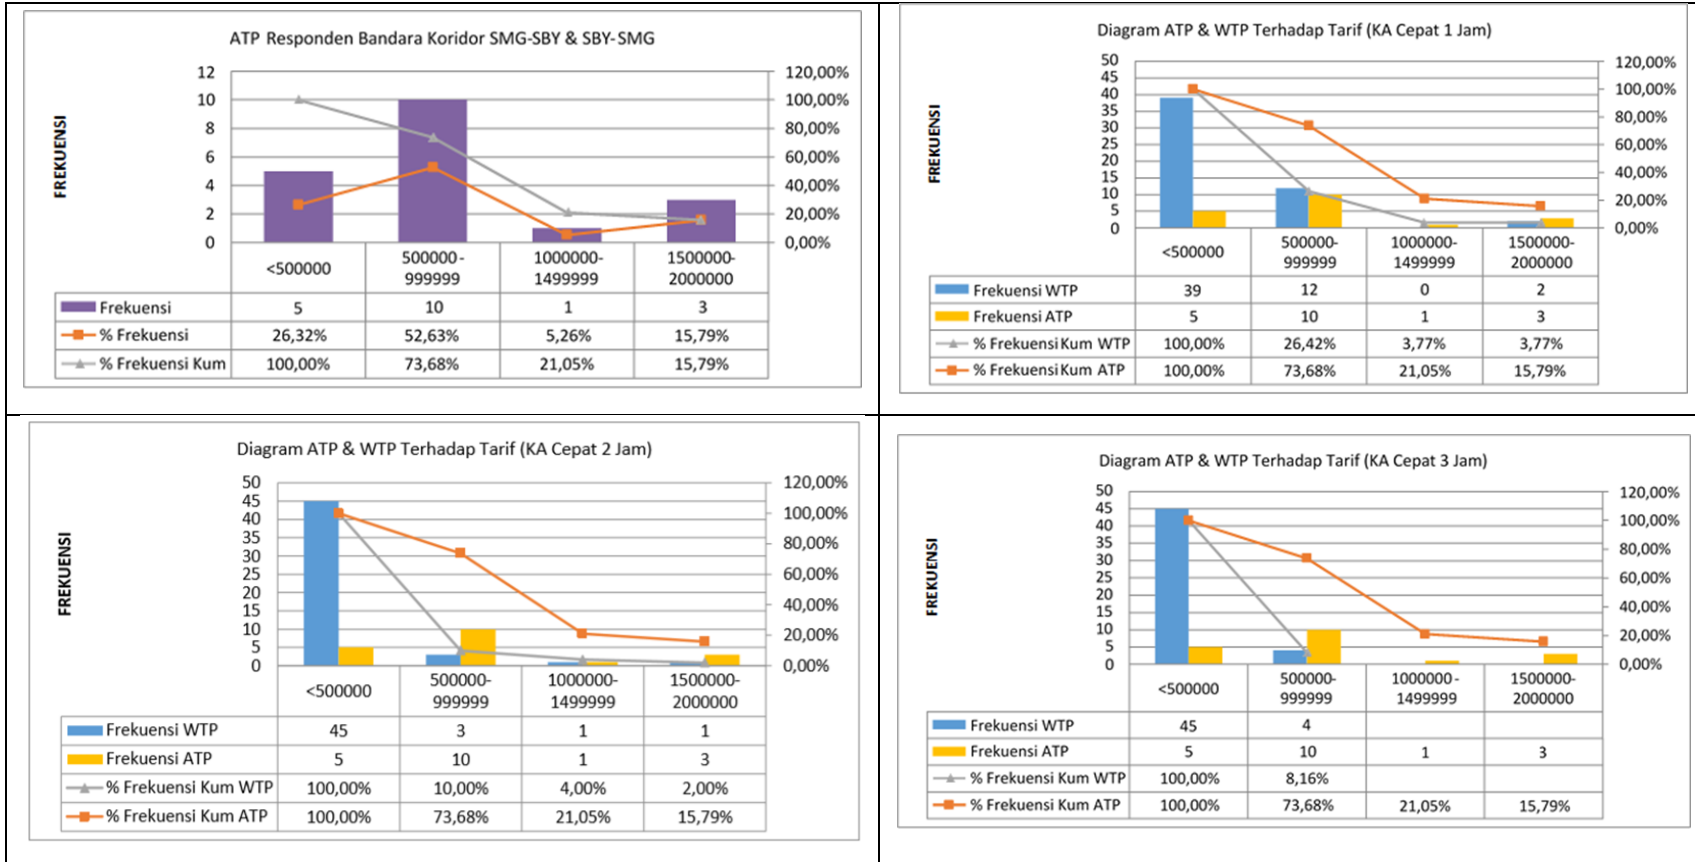 ATP Responden Bandara Koridor SMG-SBY & SBY-SMG
FREKUENSI
12 120,00%
10 100,00%
8 80,00%
6 60,00%
4 40,00%
2 20,00%
0 0,00%
<500000 500000-999999 1000000-1499999 1500000-2000000
Frekuensi 5 10 1 3
% Frekuensi 26,32% 52,63% 5,26% 15,79%
% Frekuensi Kum 100,00% 73,68% 21,05% 15,79%
Diagram ATP & WTP Terhadap Tarif (KA Cepat 1 Jam)
FREKUENSI
50
45
40
35
30
25
20
15
10
5
0
120,00%
100,00%
80,00%
60,00%
40,00%
20,00%
0,00%
<500000 500000-999999 1000000-1499999 1500000-2000000
Frekuensi WTP 39 12 0 2
Frekuensi ATP 5 10 1 3
% Frekuensi Kum WTP 100,00% 26,42% 3,77% 3,77%
% Frekuensi Kum ATP 100,00% 73,68% 21,05% 15,79%
Diagram ATP & WTP Terhadap Tarif (KA Cepat 2 Jam)
FREKUENSI
50
45
40
35
30
25
20
15
10
5
0
120,00%
100,00%
80,00%
60,00%
40,00%
20,00%
0,00%
<500000 500000-999999 1000000-1499999 1500000-2000000
Frekuensi WTP 45 3 1 1
Frekuensi ATP 5 10 1 3
% Frekuensi Kum WTP 100,00% 10,00% 4,00% 2,00%
% Frekuensi Kum ATP 100,00% 73,68% 21,05% 15,79%
Diagram ATP & WTP Terhadap Tarif (KA Cepat 3 Jam)
FREKUENSI
50
45
40
35
30
25
20
15
10
5
0
120,00%
100,00%
80,00%
60,00%
40,00%
20,00%
0,00%
<500000 500000-999999 1000000-1499999 1500000-2000000
Frekuensi WTP 45 4
Frekuensi ATP 5 10 1 3
% Frekuensi Kum WTP 100,00% 8,16%
% Frekuensi Kum ATP 100,00% 73,68% 21,05% 15,79%